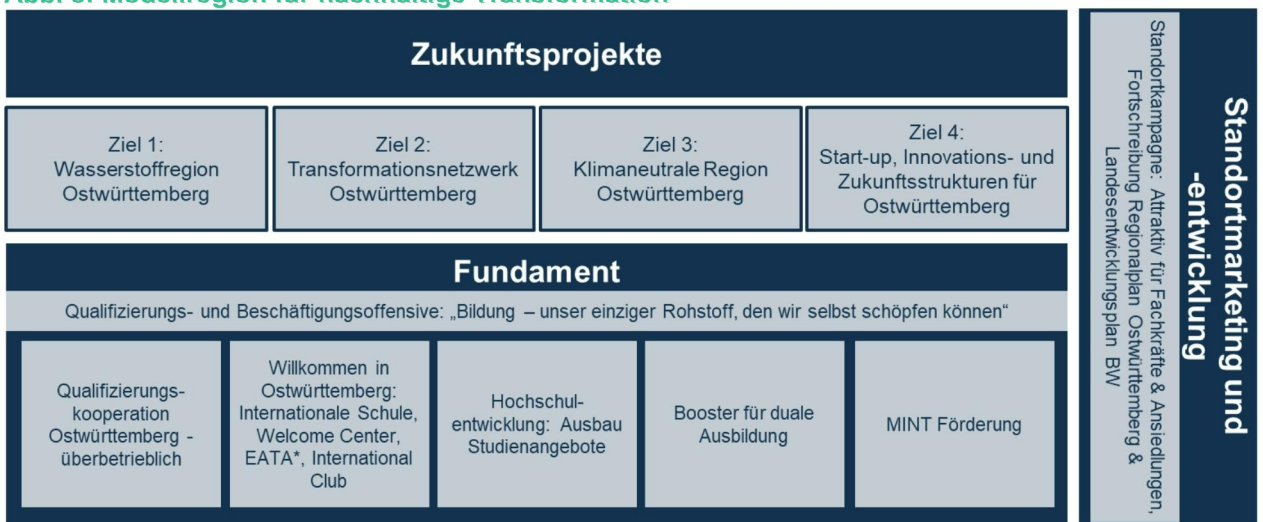 Zukunftsprojekte
Ziel 1:
Wasserstoffregion
Ostwürttemberg
Ziel 2:
Transformationsnetzwerk
Ostwürttemberg
Ziel 3:
Klimaneutrale Region
Ostwürttemberg
Ziel 4:
Start-up, Innovations- und
Zukunftsstrukturen für
Ostwürttemberg
Fundament
Qualifizierungs- und Beschäftigungsoffensive: „Bildung – unser einziger Rohstoff, den wir selbst schöpfen können“
Qualifizierungs-
kooperation
Ostwürttemberg -
überbetrieblich
Willkommen in
Ostwürttemberg:
Internationale Schule,
Welcome Center,
EATA*, International
Club
Hochschul-
entwicklung: Ausbau
Studienangebote
Booster für duale
Ausbildung
MINT Förderung
Standortmarketing und
-entwicklung
Standortkampagne: Attraktiv für Fachkräfte & Ansiedlungen,
Fortschreibung Regionalplan Ostwürttemberg &
Landesentwicklungsplan BW